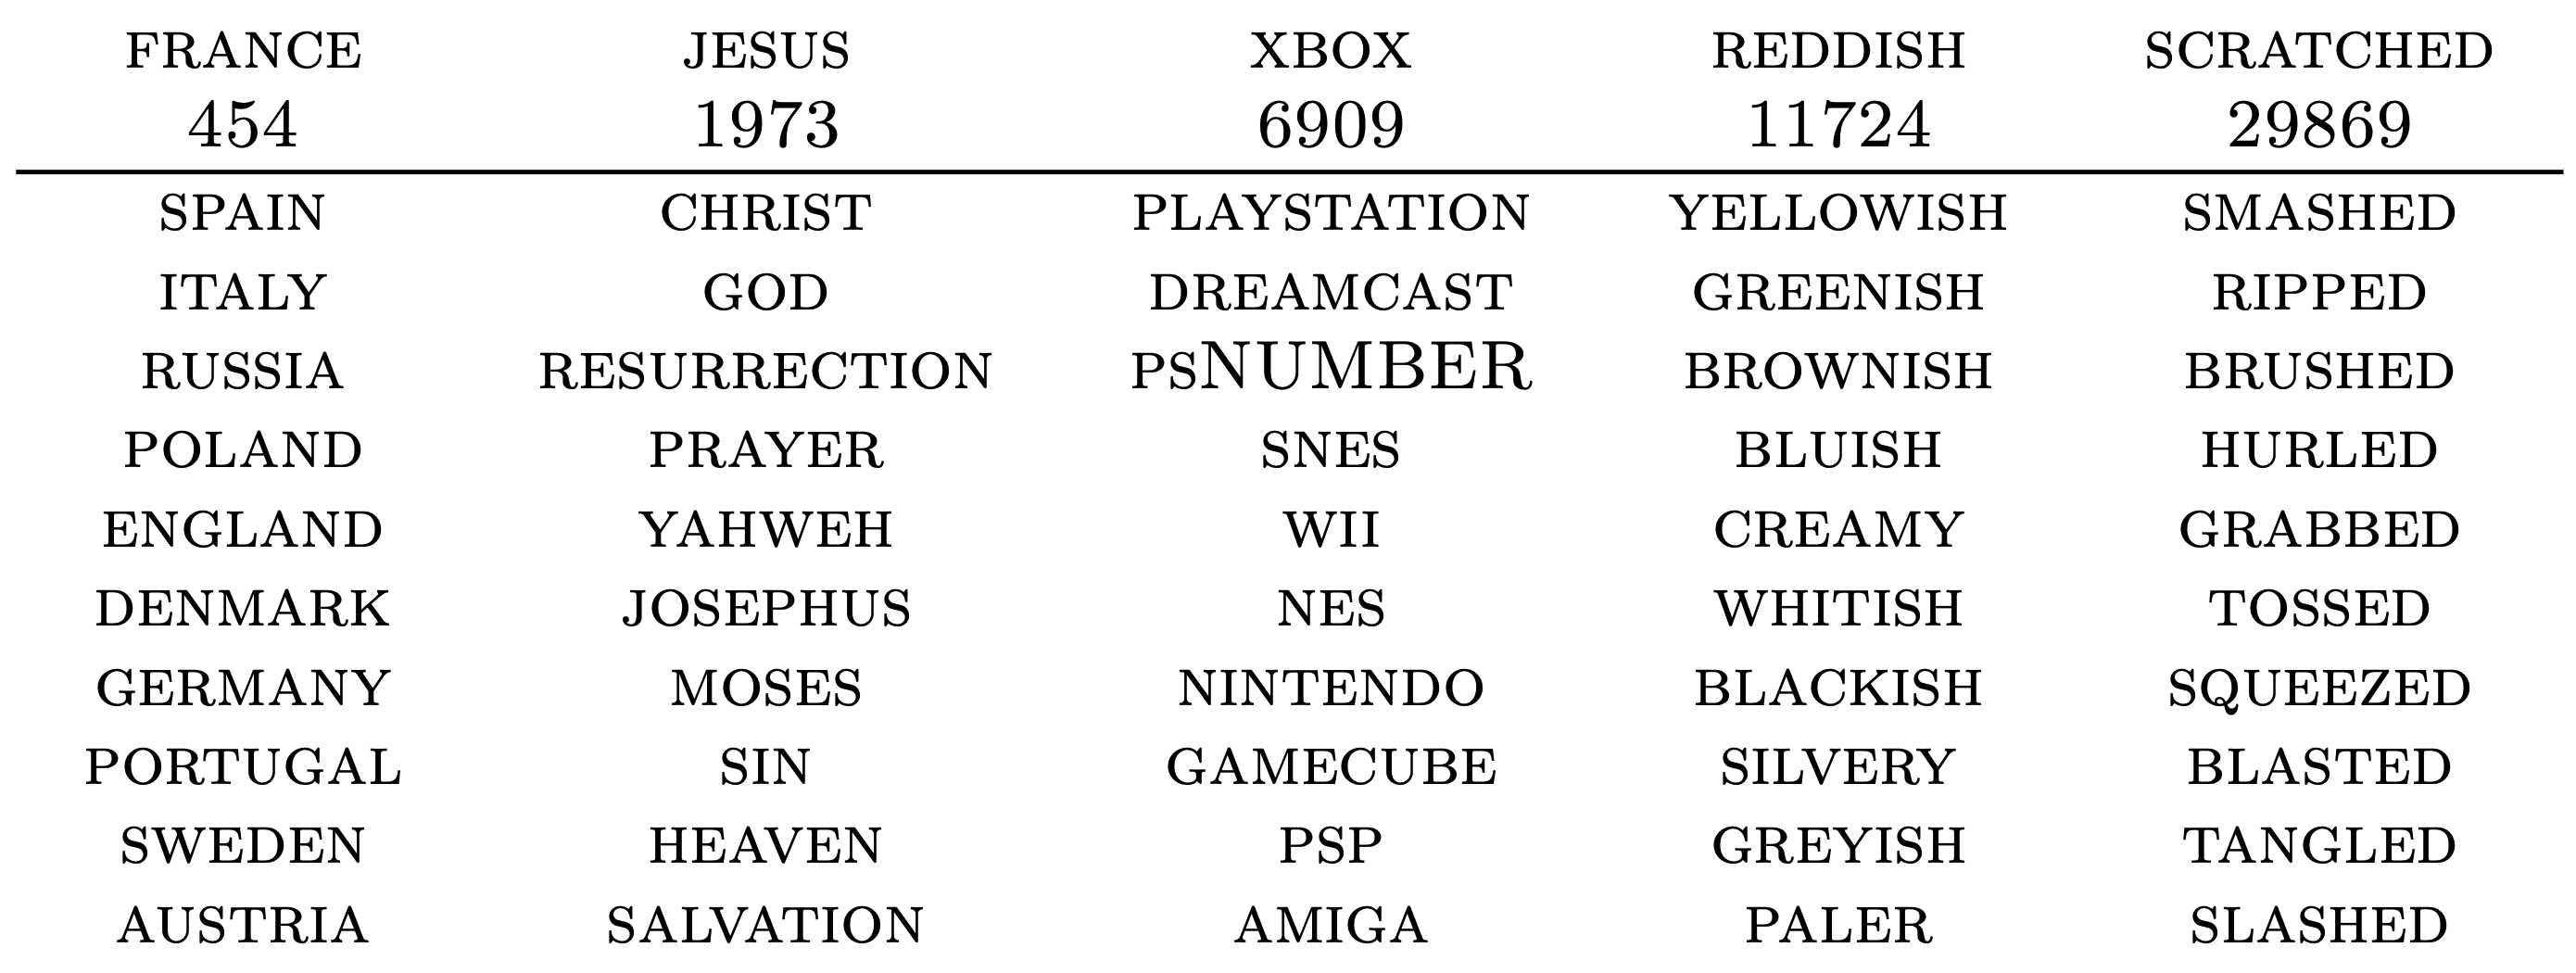 FRANCE JESUS XBOX REDDISH SCRATCHED
454 1973 6909 11724 29869
SPAIN CHRIST PLAYSTATION YELLOWISH SMASHED
ITALY GOD DREAMCAST GREENISH RIPPED
RUSSIA RESURRECTION PSNUMBER BROWNISH BRUSHED
POLAND PRAYER SNES BLUISH HURLED
ENGLAND YAHWEH WII CREAMY GRABBED
DENMARK JOSEPHUS NES WHITISH TOSSED
GERMANY MOSES NINTENDO BLACKISH SQUEEZED
PORTUGAL SIN GAMECUBE SILVERY BLASTED
SWEDEN HEAVEN PSP GREYISH TANGLED
AUSTRIA SALVATION AMIGA PALER SLASHED